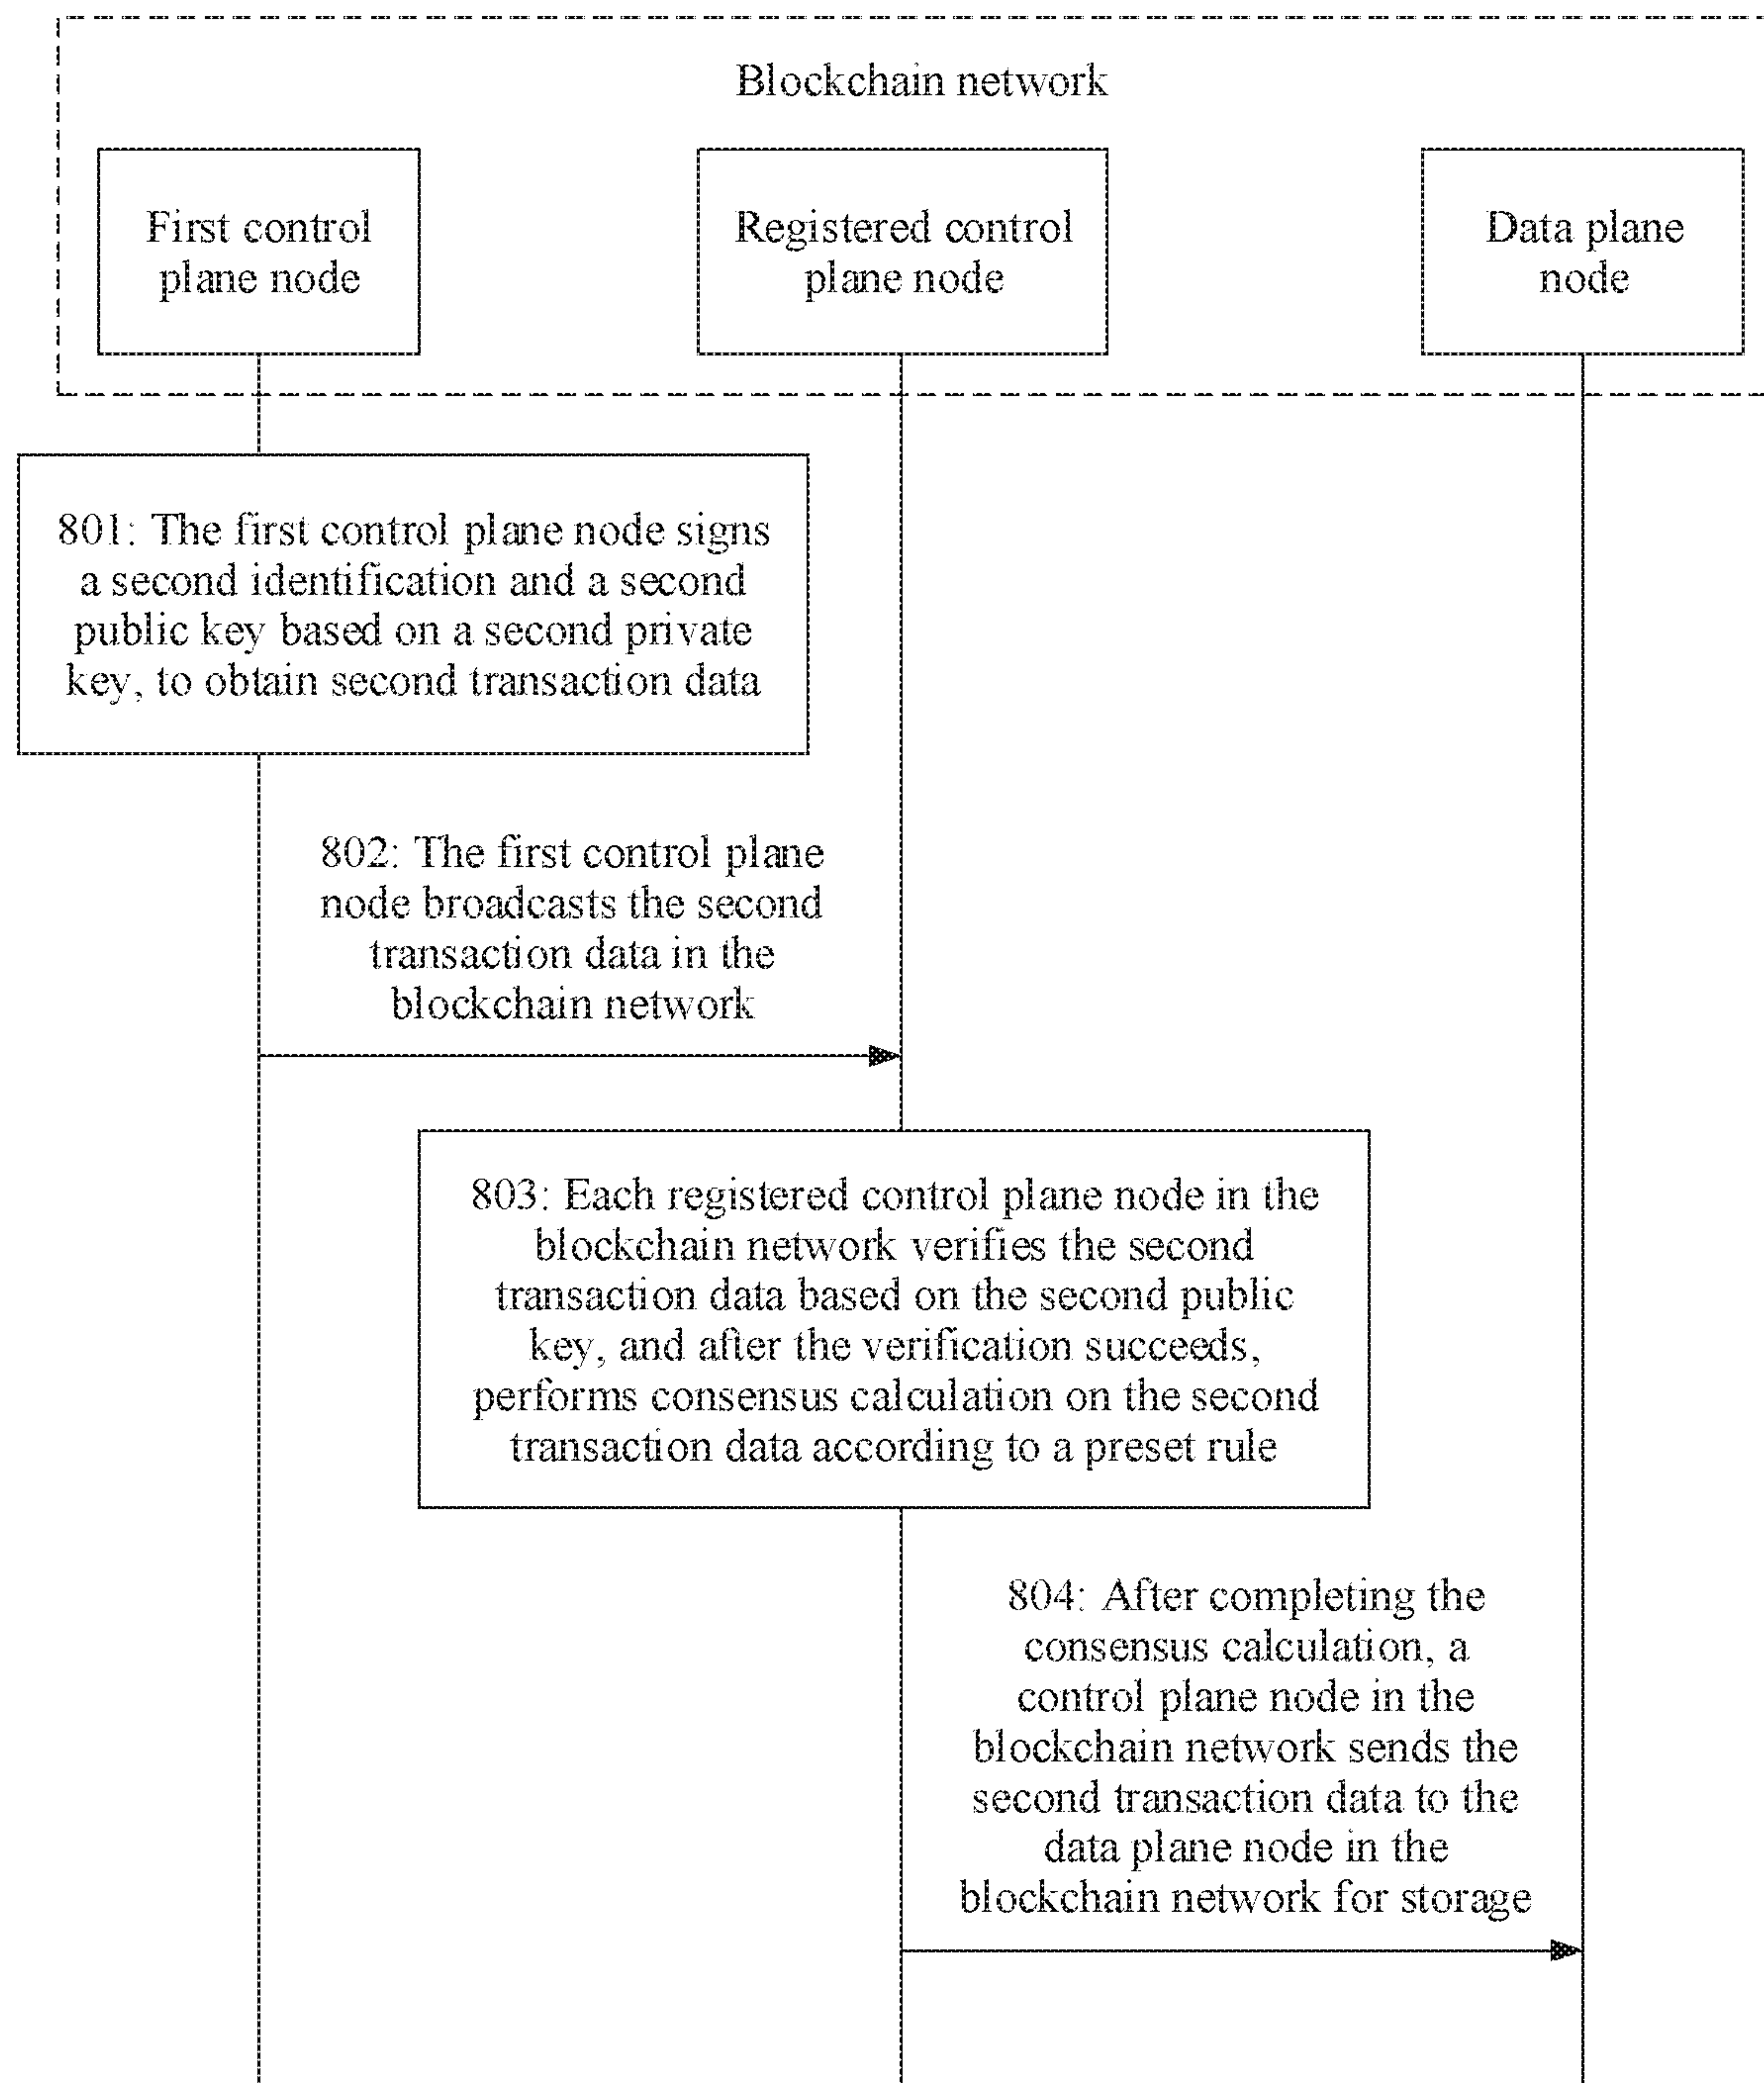 Blockchain network
First control
plane node
Registered control
plane node
Data plane
node
801: The first control plane node signs
a second identification and a second
public key based on a second private
key, to obtain second transaction data
802: The first control plane
node broadcasts the second
transaction data in the
blockchain network
803: Each registered control plane node in the
blockchain network verifies the second
transaction data based on the second public
key, and after the verification succeeds,
performs consensus calculation on the second
transaction data according to a preset rule
804: After completing the
consensus calculation, a
control plane node in the
blockchain network sends the
second transaction data to the
data plane node in the
blockchain network for storage